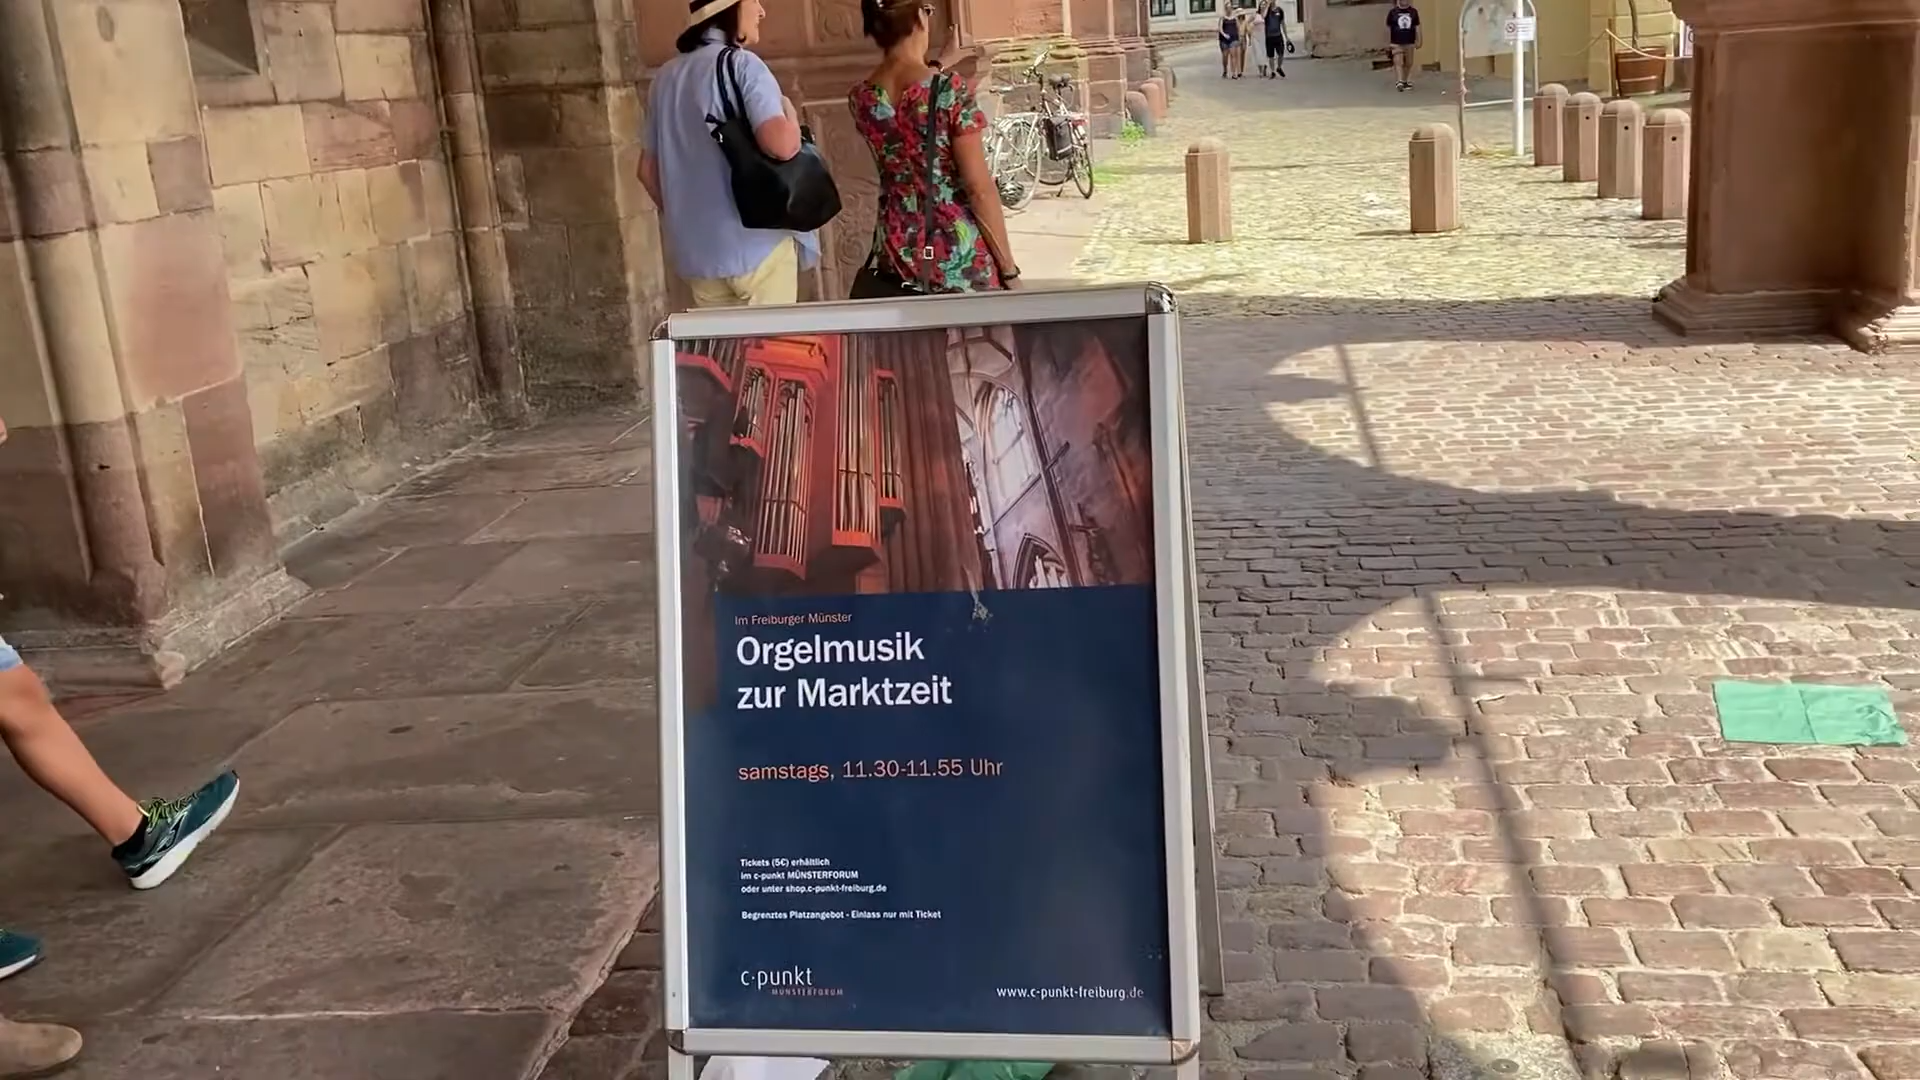 Im Freiburger Münster
Orgelmusik
zur Marktzeit
samstags, 11.30-11.55 Uhr
Tickets (5€) erhältlich
im c-punkt MÜNSTERFORUM
oder unter shop.c-punkt-freiburg.de
Begrenztes Platzangebot - Einlass nur mit Ticket
c·punkt
MÜNSTERFORUM
www.c-punkt-freiburg.de